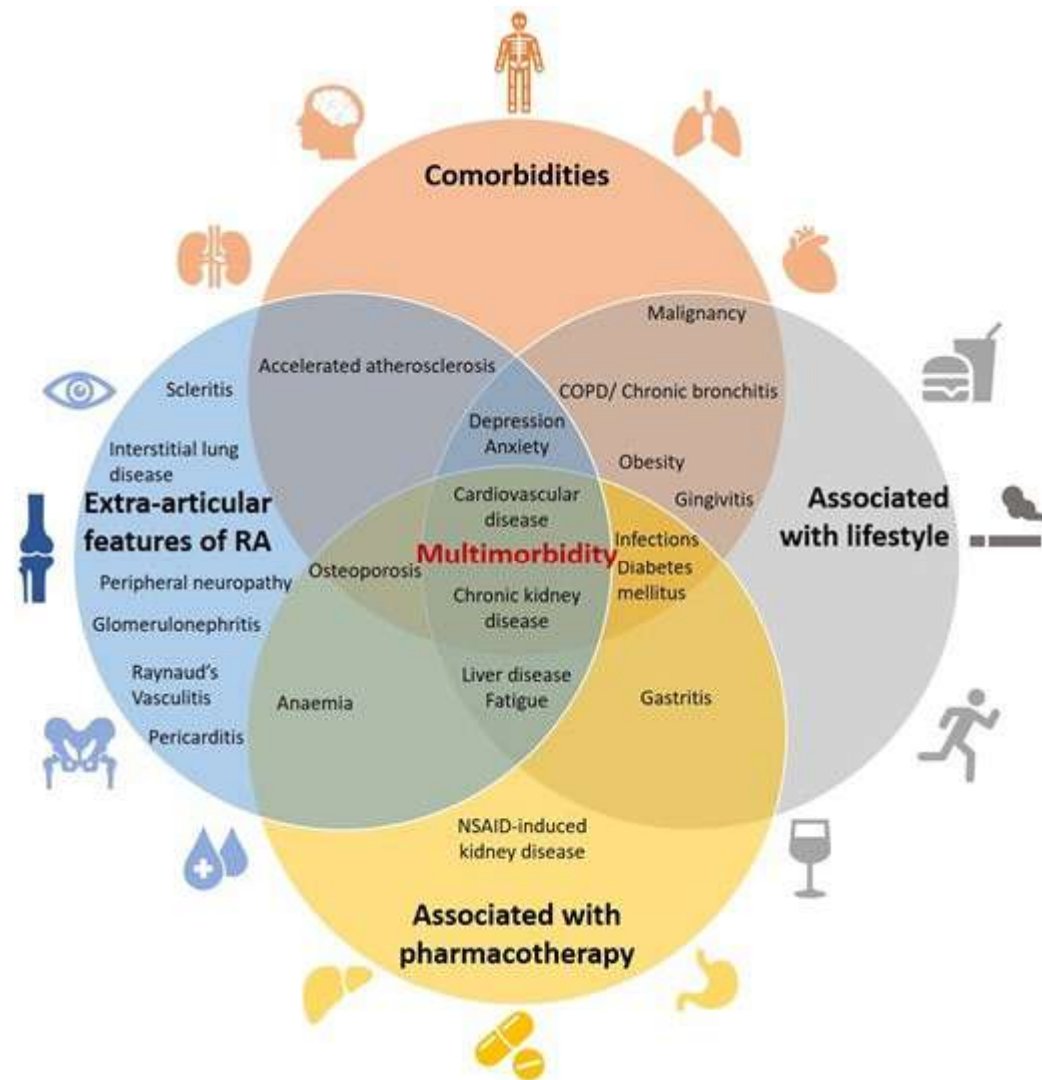 Comorbidities
Malignancy
Accelerated atherosclerosis
Scleritis
COPD/ Chronic bronchitis
Depression
Anxiety
Interstitial lung
disease
Obesity
Extra-articular
features of RA
Cardiovascular
disease
Gingivitis
Associated
with lifestyle
Multimorbidity
Infections
Diabetes
mellitus
Osteoporosis
Peripheral neuropathy
Chronic kidney
disease
Glomerulonephritis
Raynaud's
Vasculitis
Liver disease
Fatigue
Anaemia
Gastritis
Pericarditis
NSAID-induced
kidney disease
Associated with
pharmacotherapy